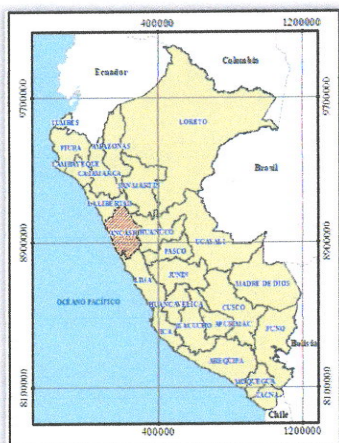 400000
1200000
Ecuador
Colombia
9700000
9700000
LORETO
TUMBES
PIURA
AMAZONAS
LAMBAYEQUE
CAJAMARCA
SAN MARTIN
Brasil
LA LIBERTAD
ANCASH
HUANUCO
UCAYALI
8900000
8900000
PASCO
LIMA
JUNIN
MADRE DE DIOS
OCEANO PACÍFICO
HUANCAVELICA
CUSCO
ICA
AYACUCHO
APURIMAC
PUNO
Bolivia
AREQUIPA
MOQUEGUA
8100000
8100000
TACNA
Chile
400000
1200000